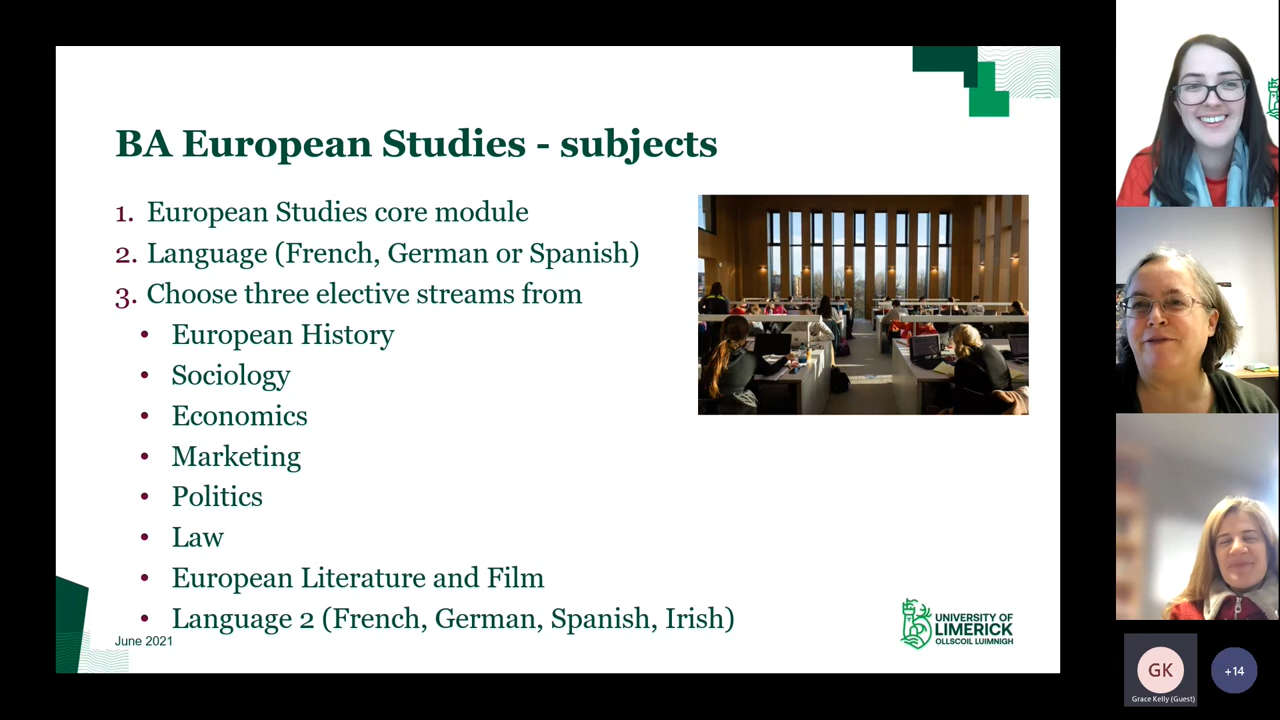 BA European Studies - subjects
1. European Studies core module
2. Language (French, German or Spanish)
3. Choose three elective streams from
• European History
• Sociology
• Economics
• Marketing
• Politics
• Law
• European Literature and Film
• Language 2 (French, German, Spanish, Irish)
June 2021
UNIVERSITY OF
LIMERICK
OLLSCOIL LUIMNIGH
GK
Grace Kelly (Guest)
+14